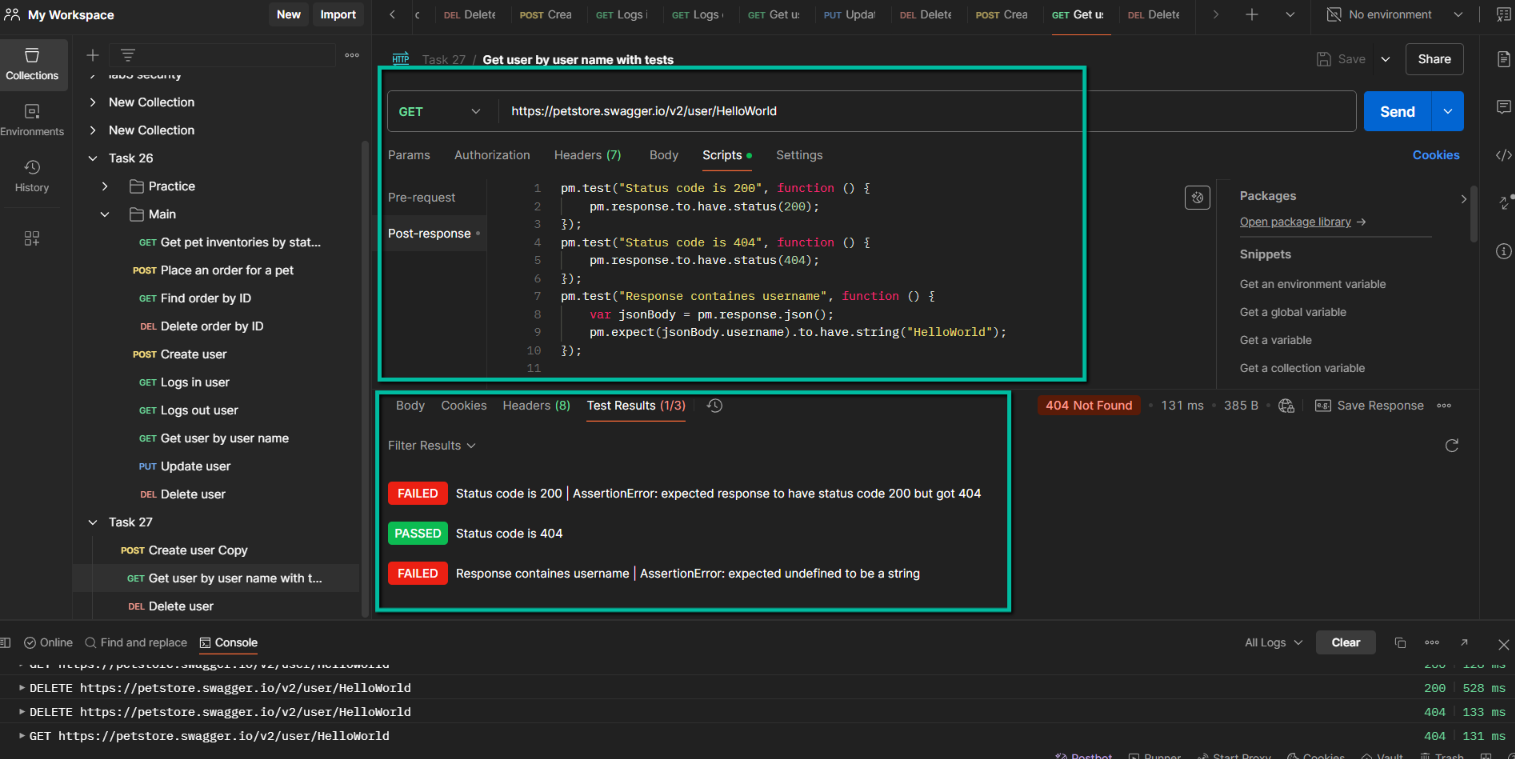 My Workspace
New
Import
DEL Delete
POST Crea
GET Logs i
GET Logs
GET Get u
PUT Updat
DEL Delete
POST Crea
GET Get u
DEL Delete
No environment
Collections
Environments
History
lab3 security
New Collection
New Collection
Task 26
Practice
Main
GET Get pet inventories by stat...
POST Place an order for a pet
GET Find order by ID
DEL Delete order by ID
POST Create user
GET Logs in user
GET Logs out user
GET Get user by user name
PUT Update user
DEL Delete user
Task 27
POST Create user Copy
GET Get user by user name with t...
DEL Delete user
HTTP Task 27 / Get user by user name with tests
Save
Share
GET
https://petstore.swagger.io/v2/user/HelloWorld
Send
Params
Authorization
Headers (7)
Body
Scripts
Settings
Cookies
Pre-request
Post-response
1 pm.test("Status code is 200", function () {
2 pm.response.to.have.status(200);
3 });
4 pm.test("Status code is 404", function () {
5 pm.response.to.have.status(404);
6 });
7 pm.test("Response containes username", function () {
8 var jsonBody = pm.response.json();
9 pm.expect(jsonBody.username).to.have.string("HelloWorld");
10 });
11
Packages
Open package library →
Snippets
Get an environment variable
Get a global variable
Get a variable
Get a collection variable
Body
Cookies
Headers (8)
Test Results (1/3)
404 Not Found
131 ms
385 B
e.g. Save Response
Filter Results
FAILED Status code is 200 | AssertionError: expected response to have status code 200 but got 404
PASSED Status code is 404
FAILED Response containes username | AssertionError: expected undefined to be a string
Online
Find and replace
Console
All Logs
Clear
GET https://petstore.swagger.io/v2/user/HelloWorld 200 128 ms
DELETE https://petstore.swagger.io/v2/user/HelloWorld 200 528 ms
DELETE https://petstore.swagger.io/v2/user/HelloWorld 404 133 ms
GET https://petstore.swagger.io/v2/user/HelloWorld 404 131 ms
Postbot
Runner
Start Proxy
Cookies
Vault
Trash